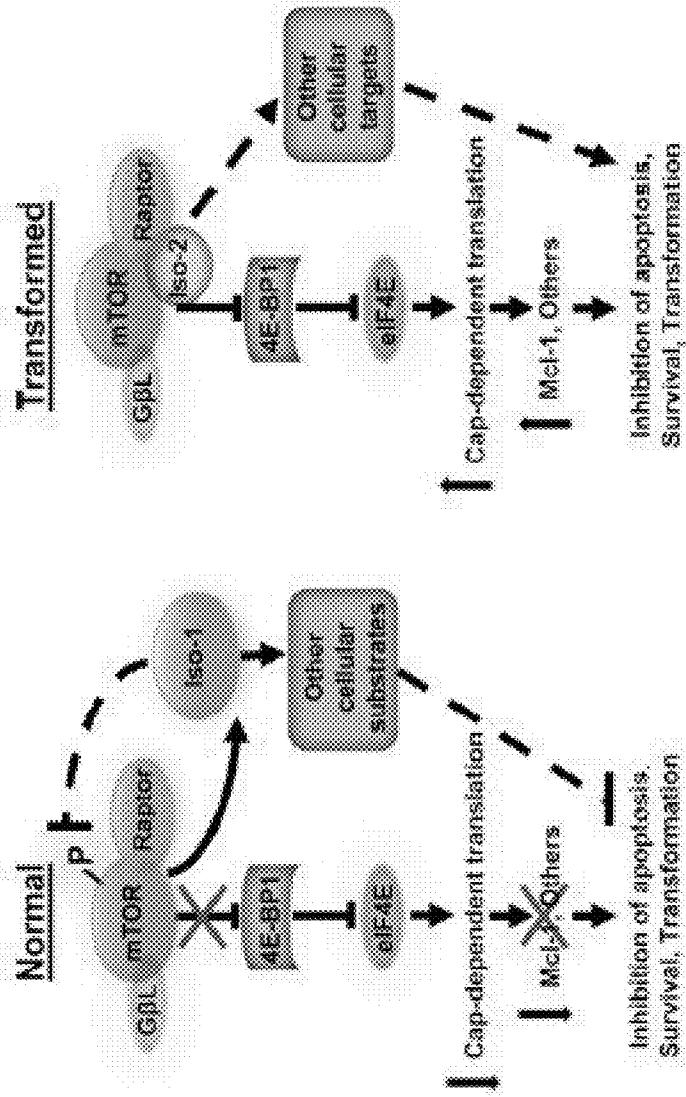 Normal
P
GβL
mTOR
Raptor
Iso-1
4E-BP1
Other
cellular
substrates
eIF4E
Cap-dependent translation
Mcl-1, Others
Inhibition of apoptosis.
Survival, Transformation
Transformed
GβL
mTOR
Raptor
Iso-2
4E-BP1
Other
cellular
targets
eIF4E
Cap-dependent translation
Mcl-1, Others
Inhibition of apoptosis,
Survival, Transformation